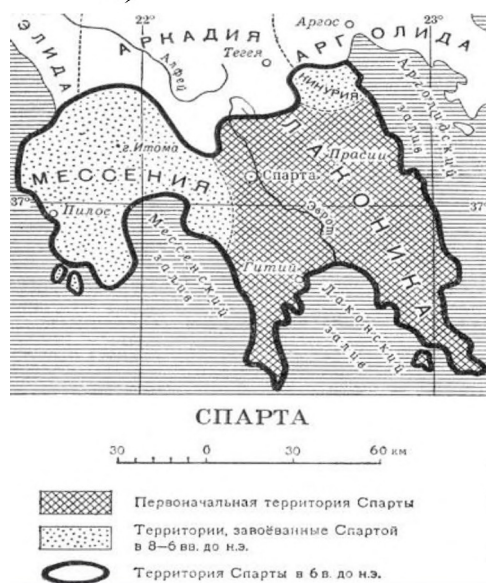 22°
23°
ЭЛИДА
АРКАДИЯ
Алфей
Тегея
Аргос
АРГОЛИДА
Арголидский
залив
КИНУРИЯ
ЛАКОНИКА
Прасии
г.Итома
МЕССЕНИЯ
Спарта
37°
37°
Пилос
Эврот
Мессенский
залив
Гитий
Лаконский
залив
СПАРТА
30 0 30 60 км
Первоначальная территория Спарты
Территории, завоёванные Спартой
в 8–6 вв. до н.э.
Территория Спарты в 6 в. до н.э.